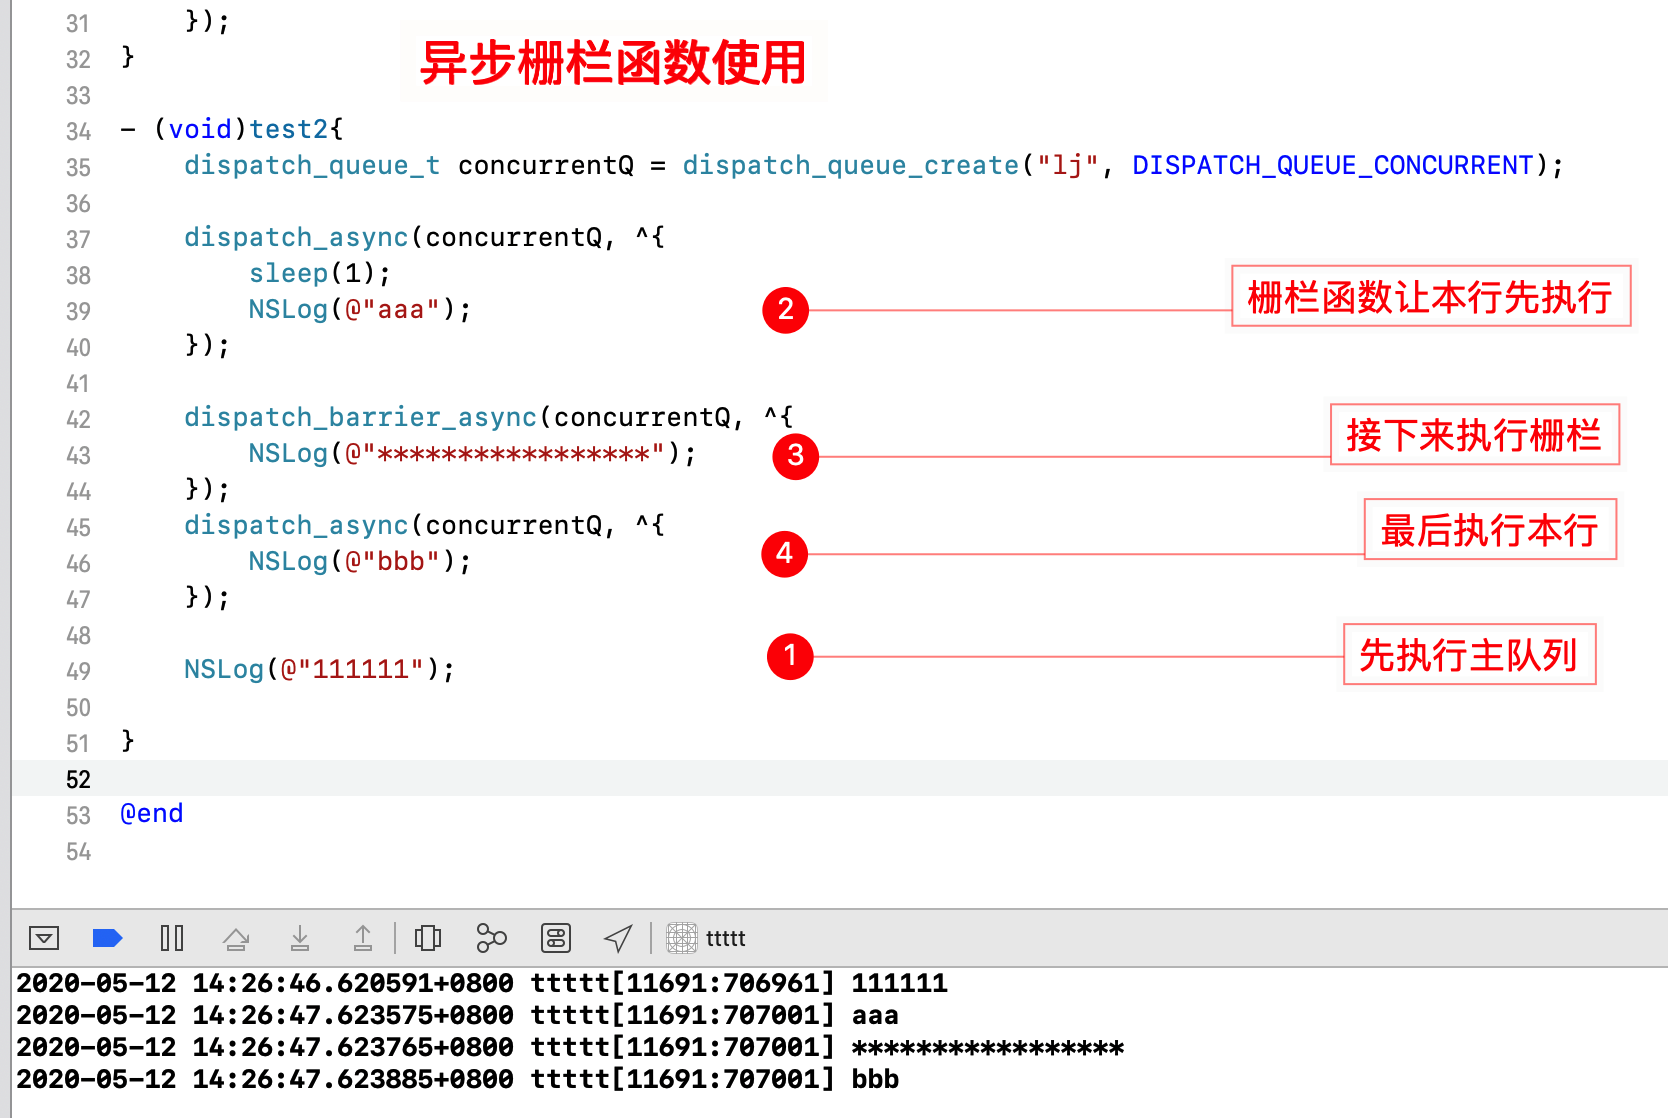 31 });
异步栅栏函数使用
32 }
33
34 - (void)test2{
35 dispatch_queue_t concurrentQ = dispatch_queue_create("lj", DISPATCH_QUEUE_CONCURRENT);
36
37 dispatch_async(concurrentQ, ^{
38 sleep(1);
39 NSLog(@"aaa"); 2 栅栏函数让本行先执行
40 });
41
42 dispatch_barrier_async(concurrentQ, ^{
43 NSLog(@"*****************"); 3 接下来执行栅栏
44 });
45 dispatch_async(concurrentQ, ^{
46 NSLog(@"bbb"); 4 最后执行本行
47 });
48
49 NSLog(@"111111"); 1 先执行主队列
50
51 }
52
53 @end
54
ttttt
2020-05-12 14:26:46.620591+0800 ttttt[11691:706961] 111111
2020-05-12 14:26:47.623575+0800 ttttt[11691:707001] aaa
2020-05-12 14:26:47.623765+0800 ttttt[11691:707001] *****************
2020-05-12 14:26:47.623885+0800 ttttt[11691:707001] bbb